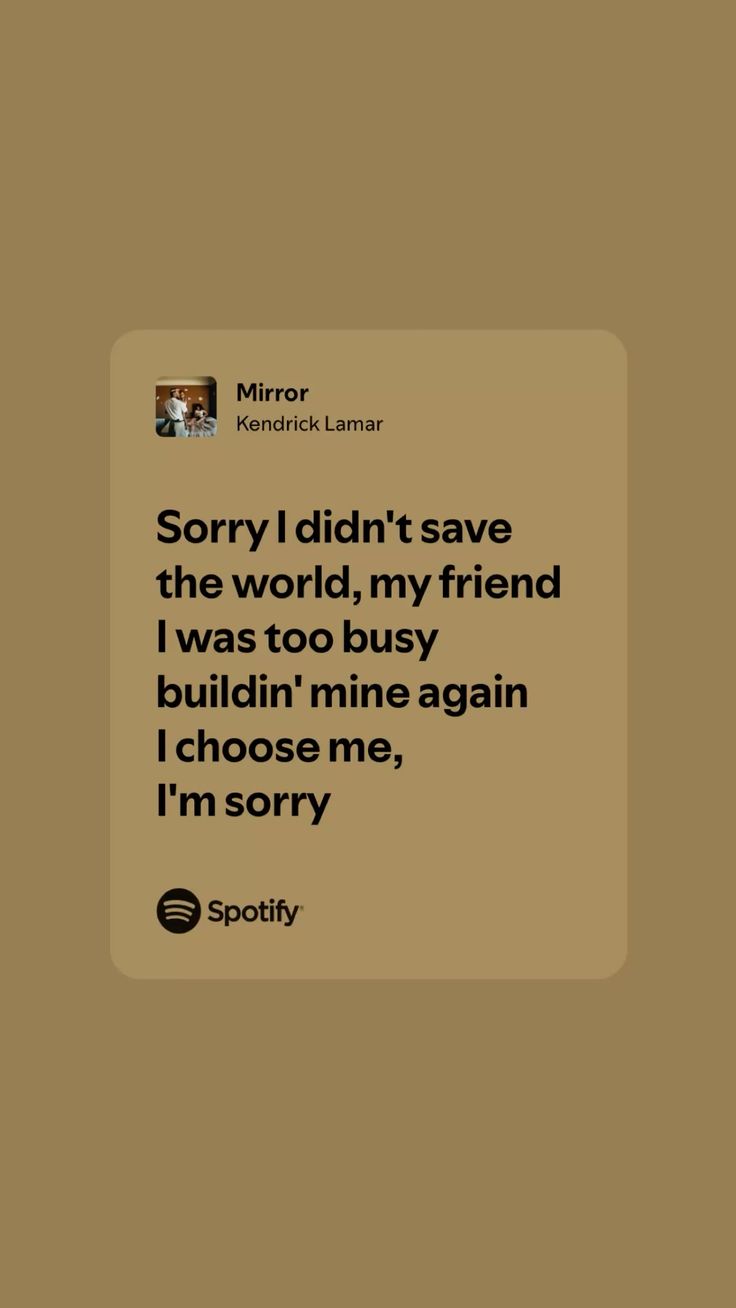 Mirror
Kendrick Lamar
Sorry I didn't save
the world, my friend
I was too busy
buildin' mine again
I choose me,
I'm sorry
Spotify